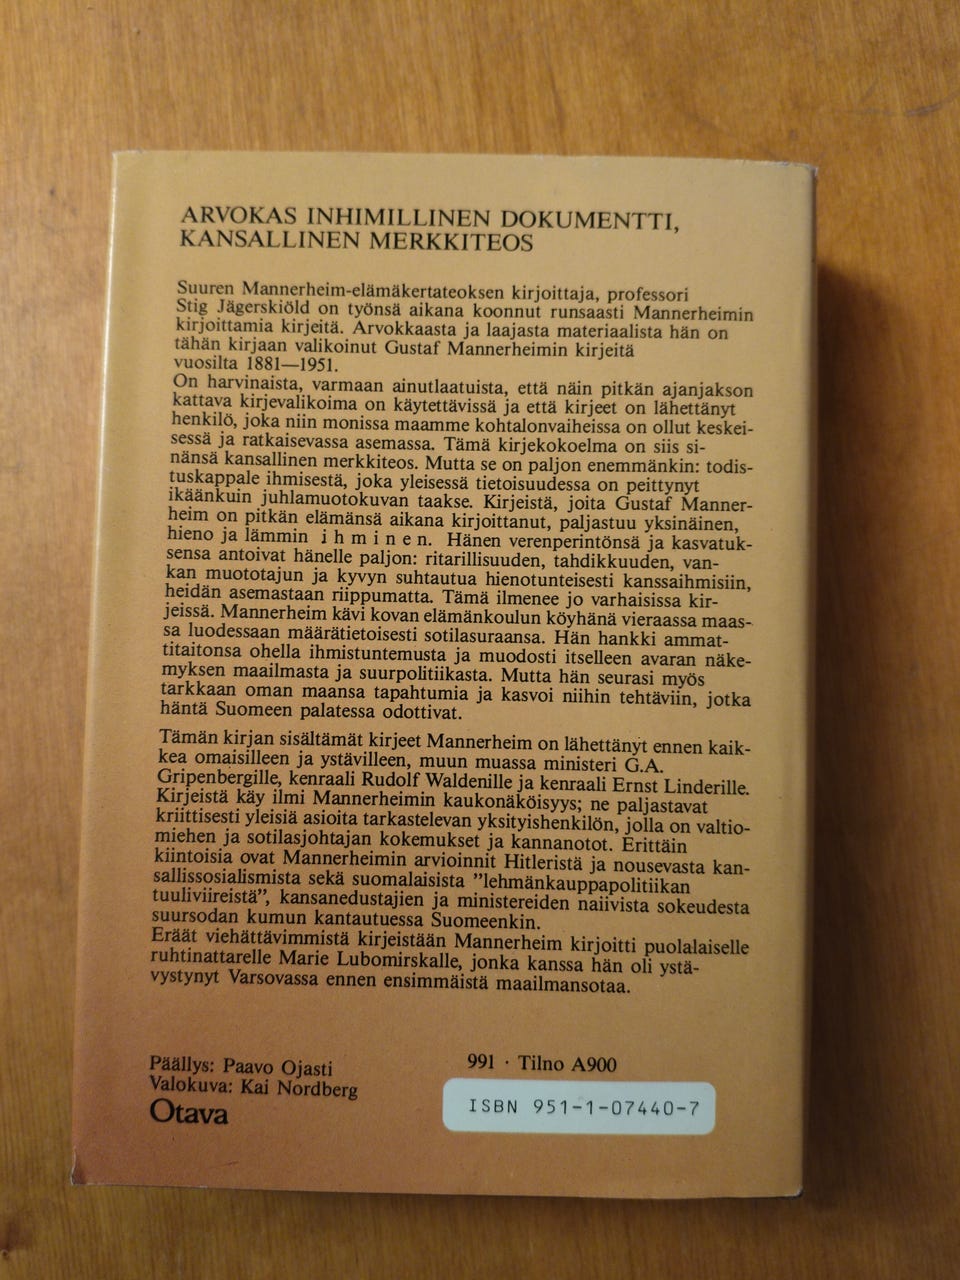 ARVOKAS INHIMILLINEN DOKUMENTTI,
KANSALLINEN MERKKITEOS
Suuren Mannerheim-elämäkertateoksen kirjoittaja, professori
Stig Jägerskiöld on työnsä aikana koonnut runsaasti Mannerheimin
kirjoittamia kirjeitä. Arvokkaasta ja laajasta materiaalista hän on
tähän kirjaan valikoinut Gustaf Mannerheimin kirjeitä
vuosilta 1881—1951.
On harvinaista, varmaan ainutlaatuista, että näin pitkän ajanjakson
kattava kirjevalikoima on käytettävissä ja että kirjeet on lähettänyt
henkilö, joka niin monissa maamme kohtalonvaiheissa on ollut keskei-
sessä ja ratkaisevassa asemassa. Tämä kirjekokoelma on siis si-
nänsä kansallinen merkkiteos. Mutta se on paljon enemmänkin: todis-
tuskappale ihmisestä, joka yleisessä tietoisuudessa on peittynyt
ikäänkuin juhlamuotokuvan taakse. Kirjeistä, joita Gustaf Manner-
heim on pitkän elämänsä aikana kirjoittanut, paljastuu yksinäinen,
hieno ja lämmin i h m i n e n. Hänen verenperintönsä ja kasvatuk-
sensa antoivat hänelle paljon: ritarillisuuden, tahdikkuuden, van-
kan muototajun ja kyvyn suhtautua hienotunteisesti kanssaihmisiin,
heidän asemastaan riippumatta. Tämä ilmenee jo varhaisissa kir-
jeissä. Mannerheim kävi kovan elämänkoulun köyhänä vieraassa maas-
sa luodessaan määrätietoisesti sotilasuraansa. Hän hankki ammat-
titaitonsa ohella ihmistuntemusta ja muodosti itselleen avaran näke-
myksen maailmasta ja suurpolitiikasta. Mutta hän seurasi myös
tarkkaan oman maansa tapahtumia ja kasvoi niihin tehtäviin, jotka
häntä Suomeen palatessa odottivat.
Tämän kirjan sisältämät kirjeet Mannerheim on lähettänyt ennen kaik-
kea omaisilleen ja ystävilleen, muun muassa ministeri G.A.
Gripenbergille, kenraali Rudolf Waldenille ja kenraali Ernst Linderille.
Kirjeistä käy ilmi Mannerheimin kaukonäköisyys; ne paljastavat
kriittisesti yleisiä asioita tarkastelevan yksityishenkilön, jolla on valtio-
miehen ja sotilasjohtajan kokemukset ja kannanotot. Erittäin
kiintoisia ovat Mannerheimin arvioinnit Hitleristä ja nousevasta kan-
sallissosialismista sekä suomalaisista "lehmänkauppapolitiikan
tuuliviireistä", kansanedustajien ja ministereiden naiivista sokeudesta
suursodan kumun kantautuessa Suomeenkin.
Eräät viehättävimmistä kirjeistään Mannerheim kirjoitti puolalaiselle
ruhtinattarelle Marie Lubomirskalle, jonka kanssa hän oli ystä-
vystynyt Varsovassa ennen ensimmäistä maailmansotaa.
Päällys: Paavo Ojasti
Valokuva: Kai Nordberg
Otava
991 · Tilno A900
ISBN 951-1-07440-7